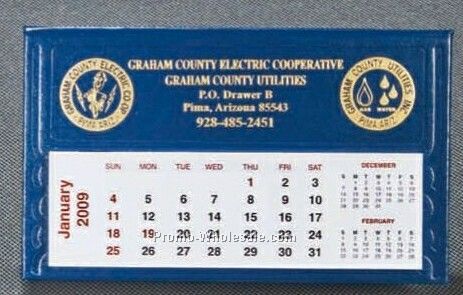 GRAHAM COUNTY ELECTRIC COOPERATIVE
GRAHAM COUNTY UTILITIES
P.O. Drawer B
Pima, Arizona 85543
928-485-2451
GRAHAM COUNTY ELECTRIC CO-OP
PIMA, ARIZ.
GRAHAM COUNTY UTILITIES, INC.
GAS WATER
PIMA, ARIZ.
January
2009
SUN MON TUE WED THU FRI SAT
1 2 3
4 5 6 7 8 9 10
11 12 13 14 15 16 17
18 19 20 21 22 23 24
25 26 27 28 29 30 31
DECEMBER
S M T W T F S
FEBRUARY
S M T W T F S
Promo-Wholesale.com